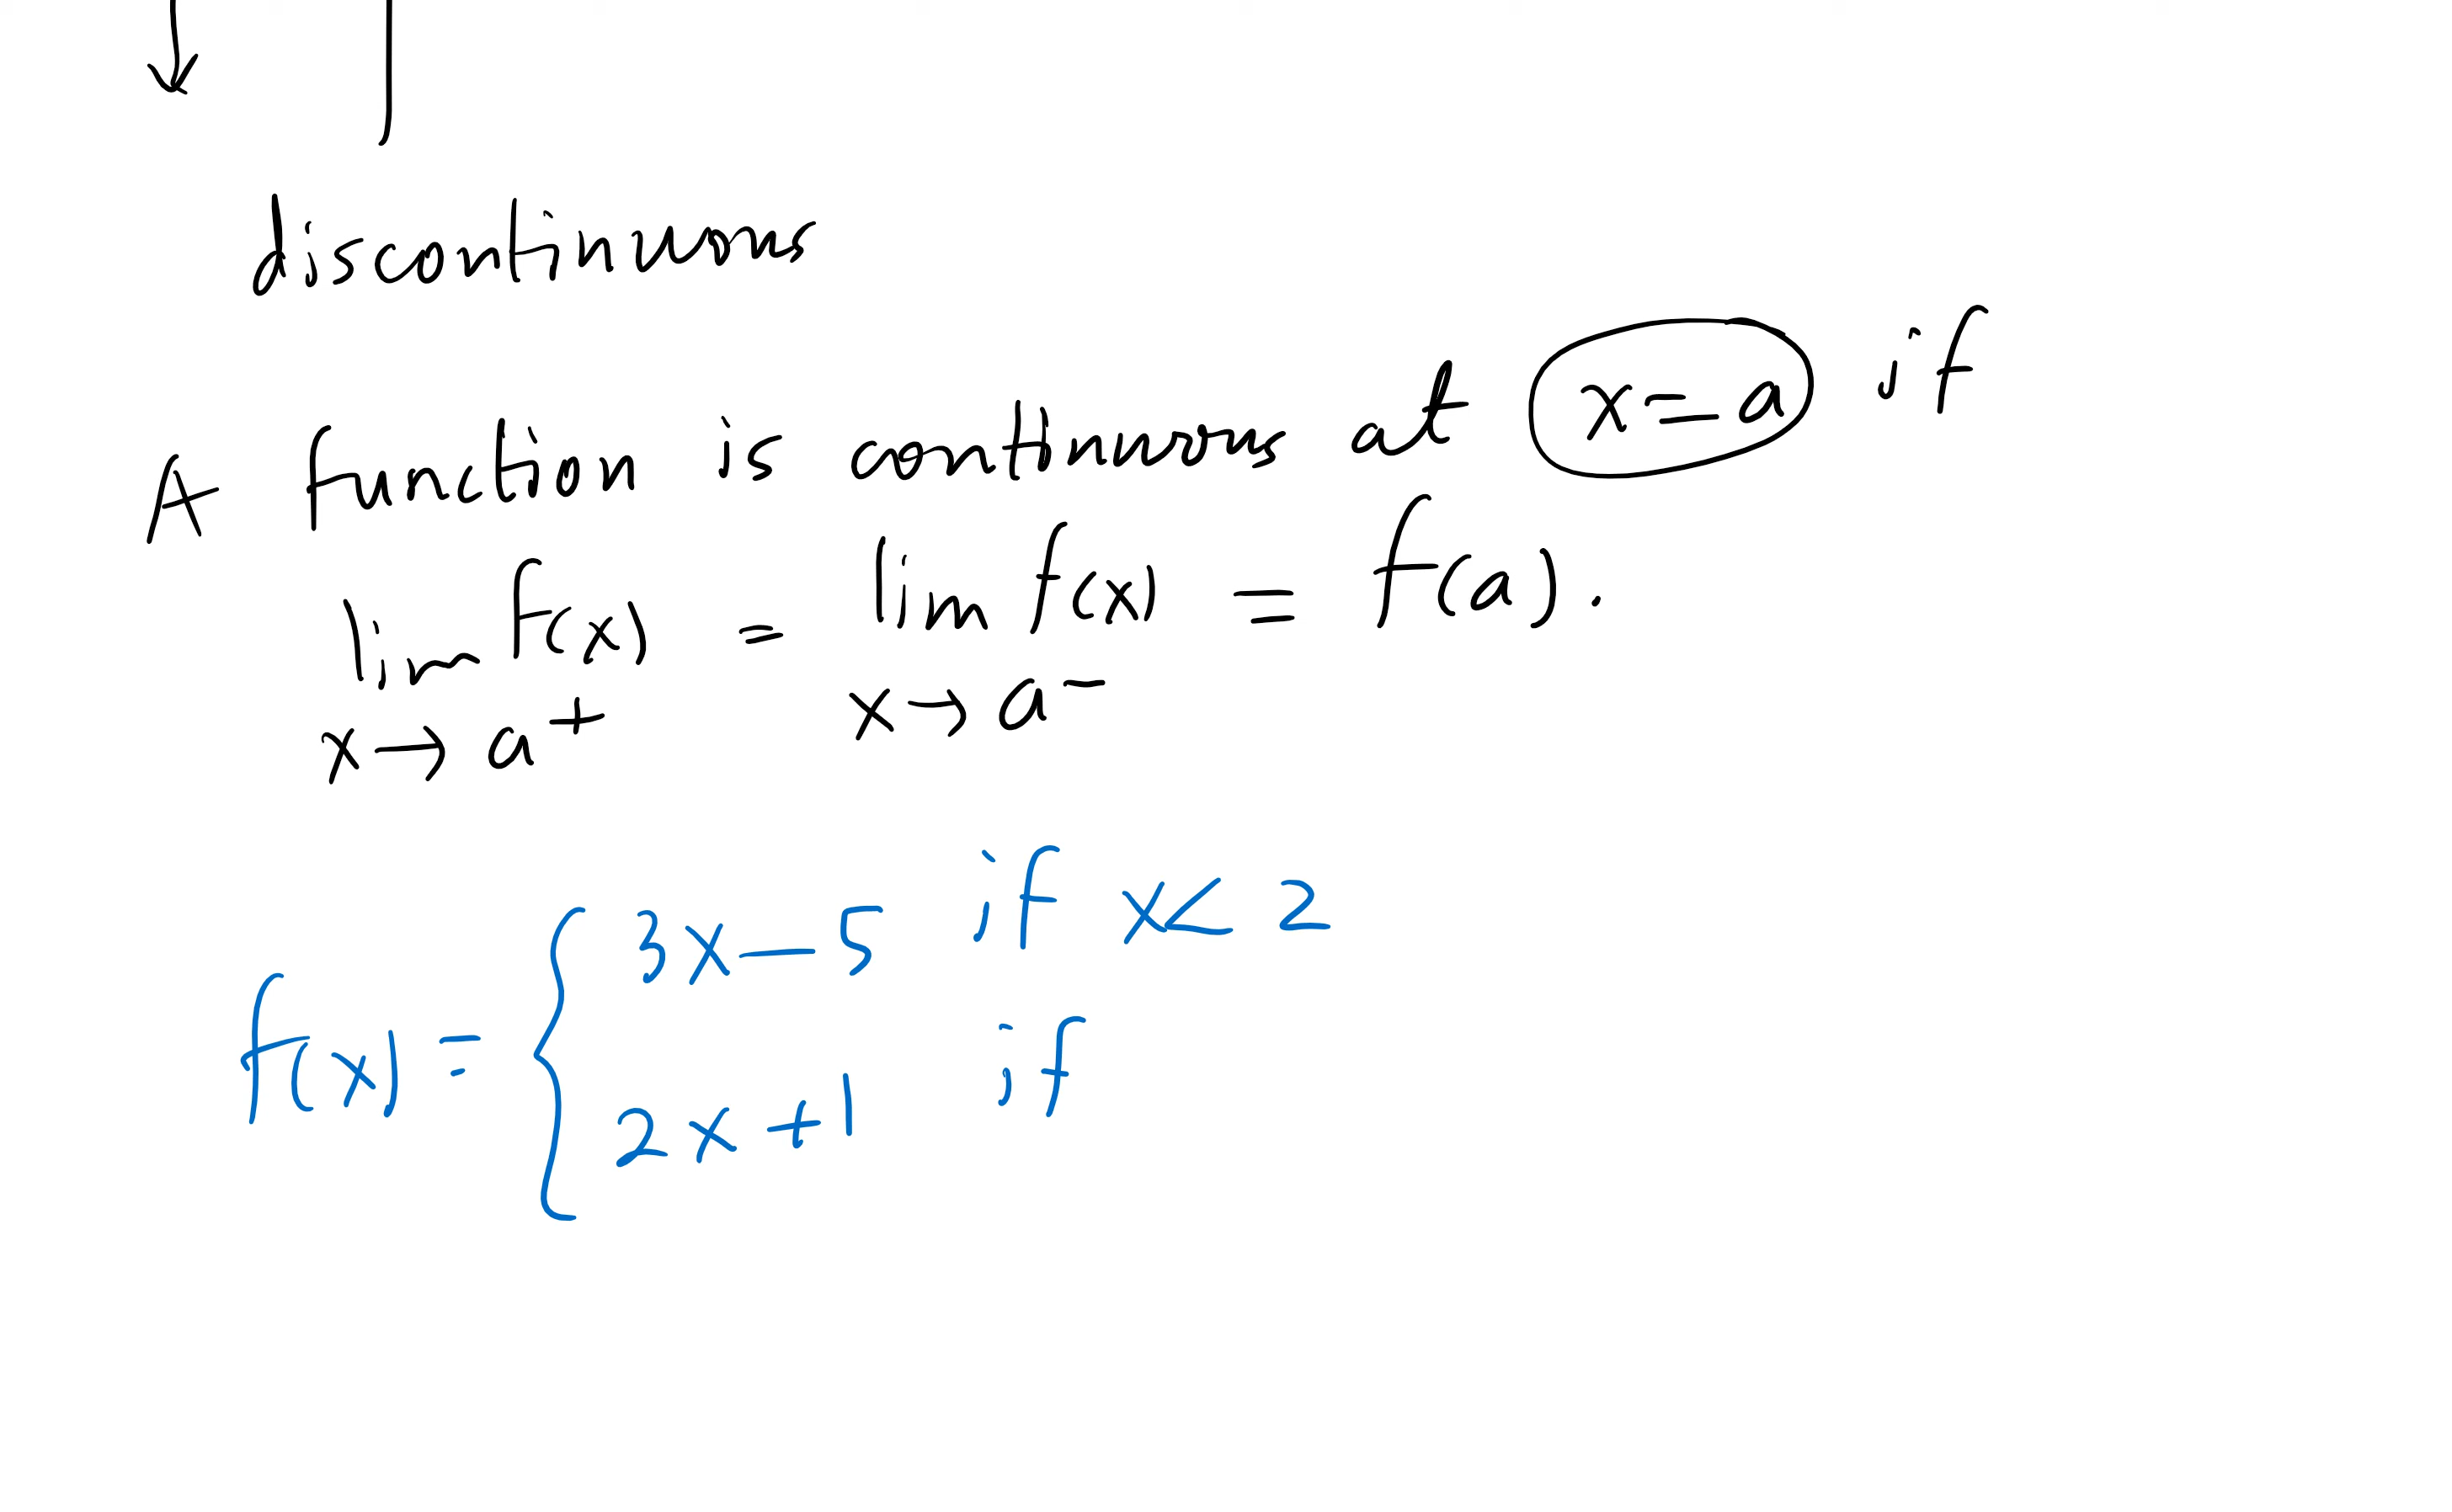 discontinuous
A function is continuous at x = a if
lim f(x) = lim f(x) = f(a).
x → a⁺ x → a⁻
3x − 5 if x < 2
f(x) = {
2x + 1 if